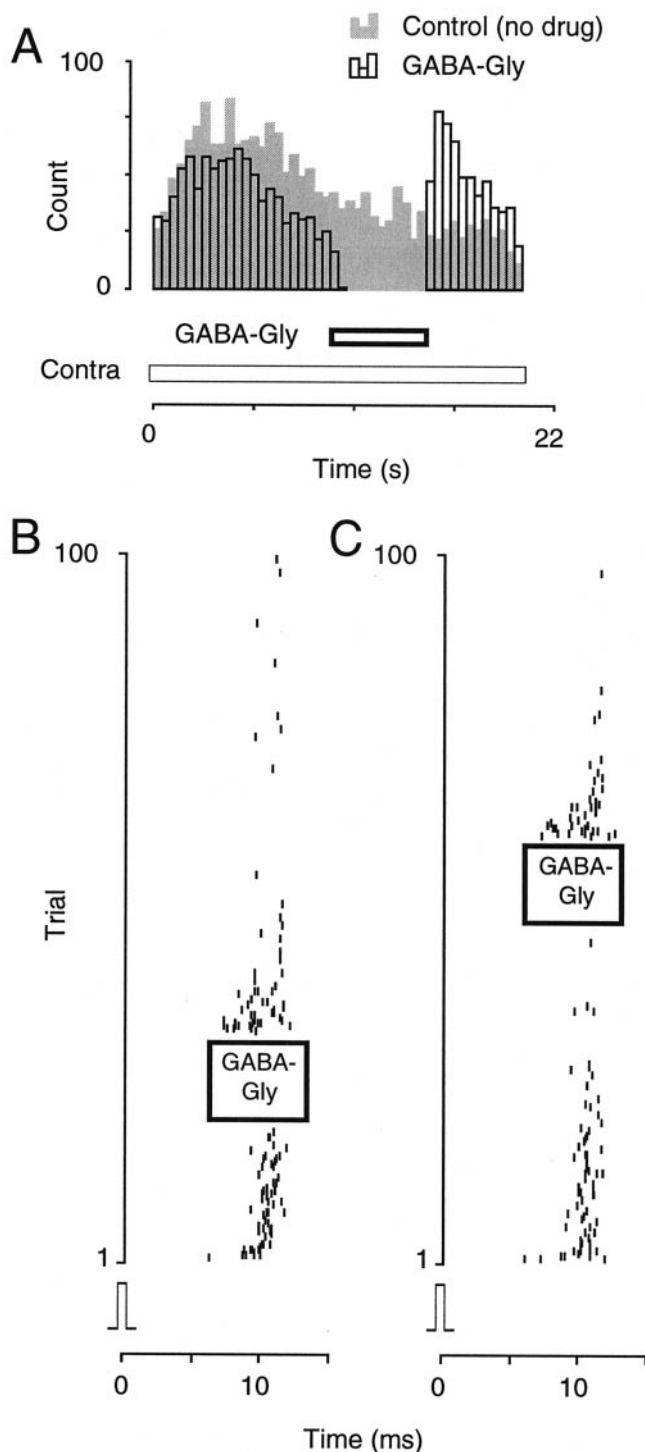 A
Control (no drug)
GABA-Gly
100
Count
0
GABA-Gly
Contra
0
22
Time (s)
B
C
100
100
Trial
GABA-
Gly
GABA-
Gly
1
1
0
10
0
10
Time (ms)